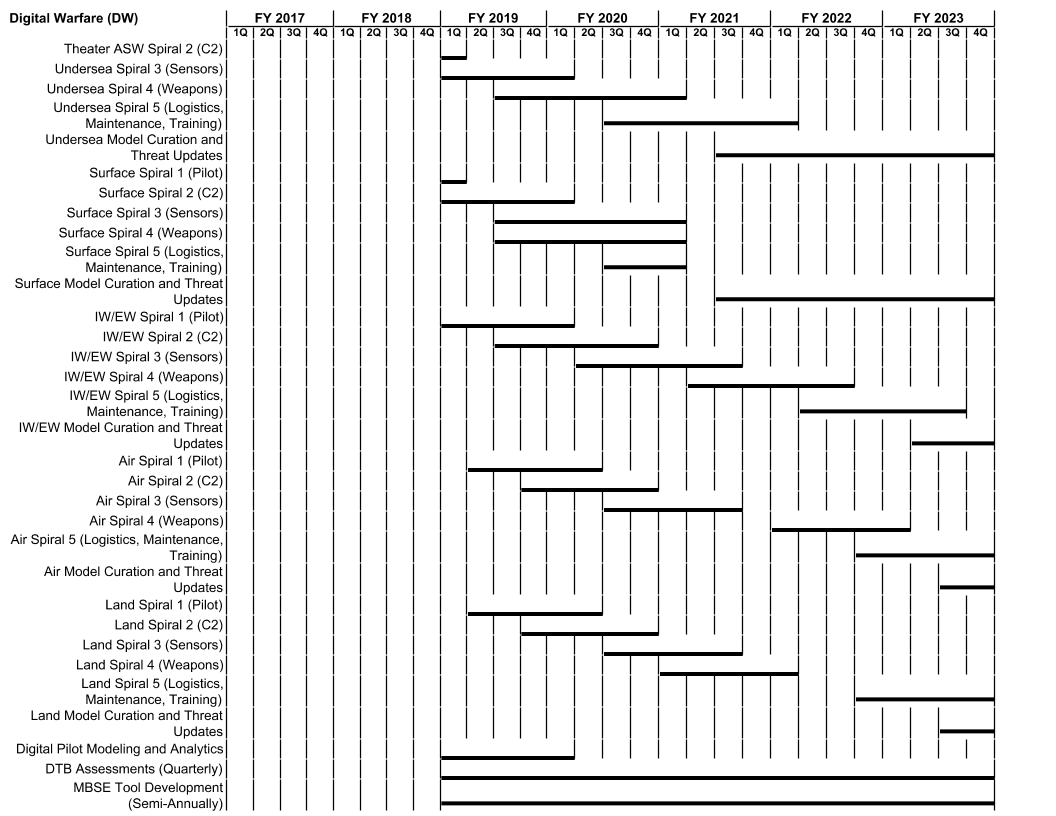 Digital Warfare (DW) FY 2017 FY 2018 FY 2019 FY 2020 FY 2021 FY 2022 FY 2023
1Q 2Q 3Q 4Q 1Q 2Q 3Q 4Q 1Q 2Q 3Q 4Q 1Q 2Q 3Q 4Q 1Q 2Q 3Q 4Q 1Q 2Q 3Q 4Q 1Q 2Q 3Q 4Q
Theater ASW Spiral 2 (C2)
Undersea Spiral 3 (Sensors)
Undersea Spiral 4 (Weapons)
Undersea Spiral 5 (Logistics,
Maintenance, Training)
Undersea Model Curation and
Threat Updates
Surface Spiral 1 (Pilot)
Surface Spiral 2 (C2)
Surface Spiral 3 (Sensors)
Surface Spiral 4 (Weapons)
Surface Spiral 5 (Logistics,
Maintenance, Training)
Surface Model Curation and Threat
Updates
IW/EW Spiral 1 (Pilot)
IW/EW Spiral 2 (C2)
IW/EW Spiral 3 (Sensors)
IW/EW Spiral 4 (Weapons)
IW/EW Spiral 5 (Logistics,
Maintenance, Training)
IW/EW Model Curation and Threat
Updates
Air Spiral 1 (Pilot)
Air Spiral 2 (C2)
Air Spiral 3 (Sensors)
Air Spiral 4 (Weapons)
Air Spiral 5 (Logistics, Maintenance,
Training)
Air Model Curation and Threat
Updates
Land Spiral 1 (Pilot)
Land Spiral 2 (C2)
Land Spiral 3 (Sensors)
Land Spiral 4 (Weapons)
Land Spiral 5 (Logistics,
Maintenance, Training)
Land Model Curation and Threat
Updates
Digital Pilot Modeling and Analytics
DTB Assessments (Quarterly)
MBSE Tool Development
(Semi-Annually)